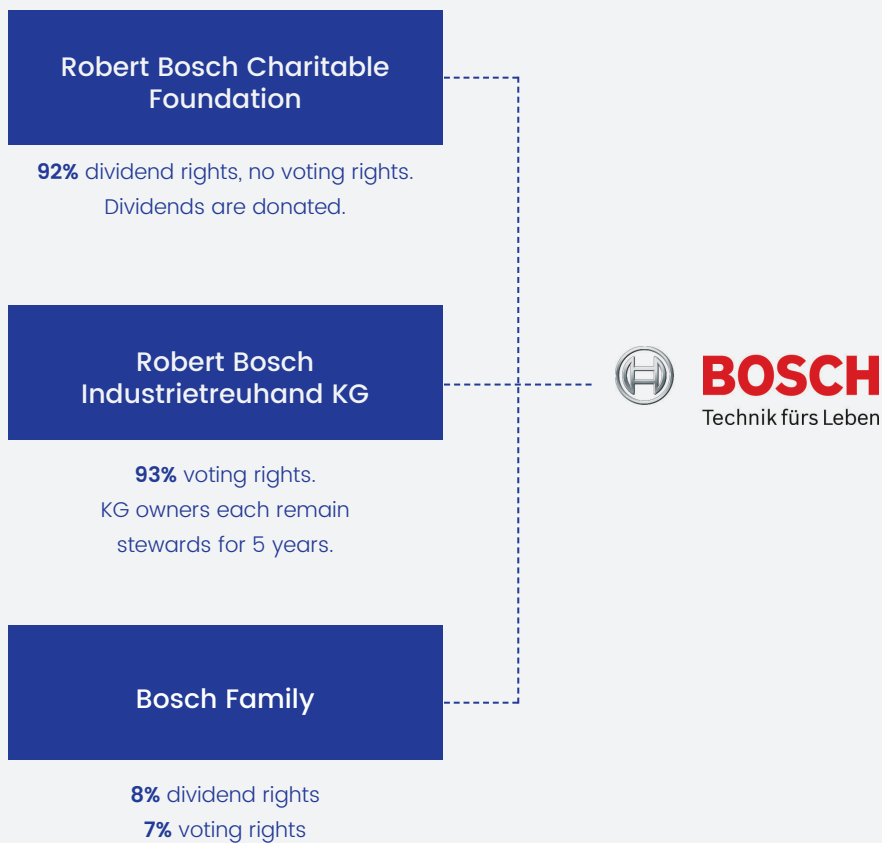 Robert Bosch Charitable
Foundation
92% dividend rights, no voting rights.
Dividends are donated.
Robert Bosch
Industrietreuhand KG
93% voting rights.
KG owners each remain
stewards for 5 years.
BOSCH
Technik fürs Leben
Bosch Family
8% dividend rights
7% voting rights